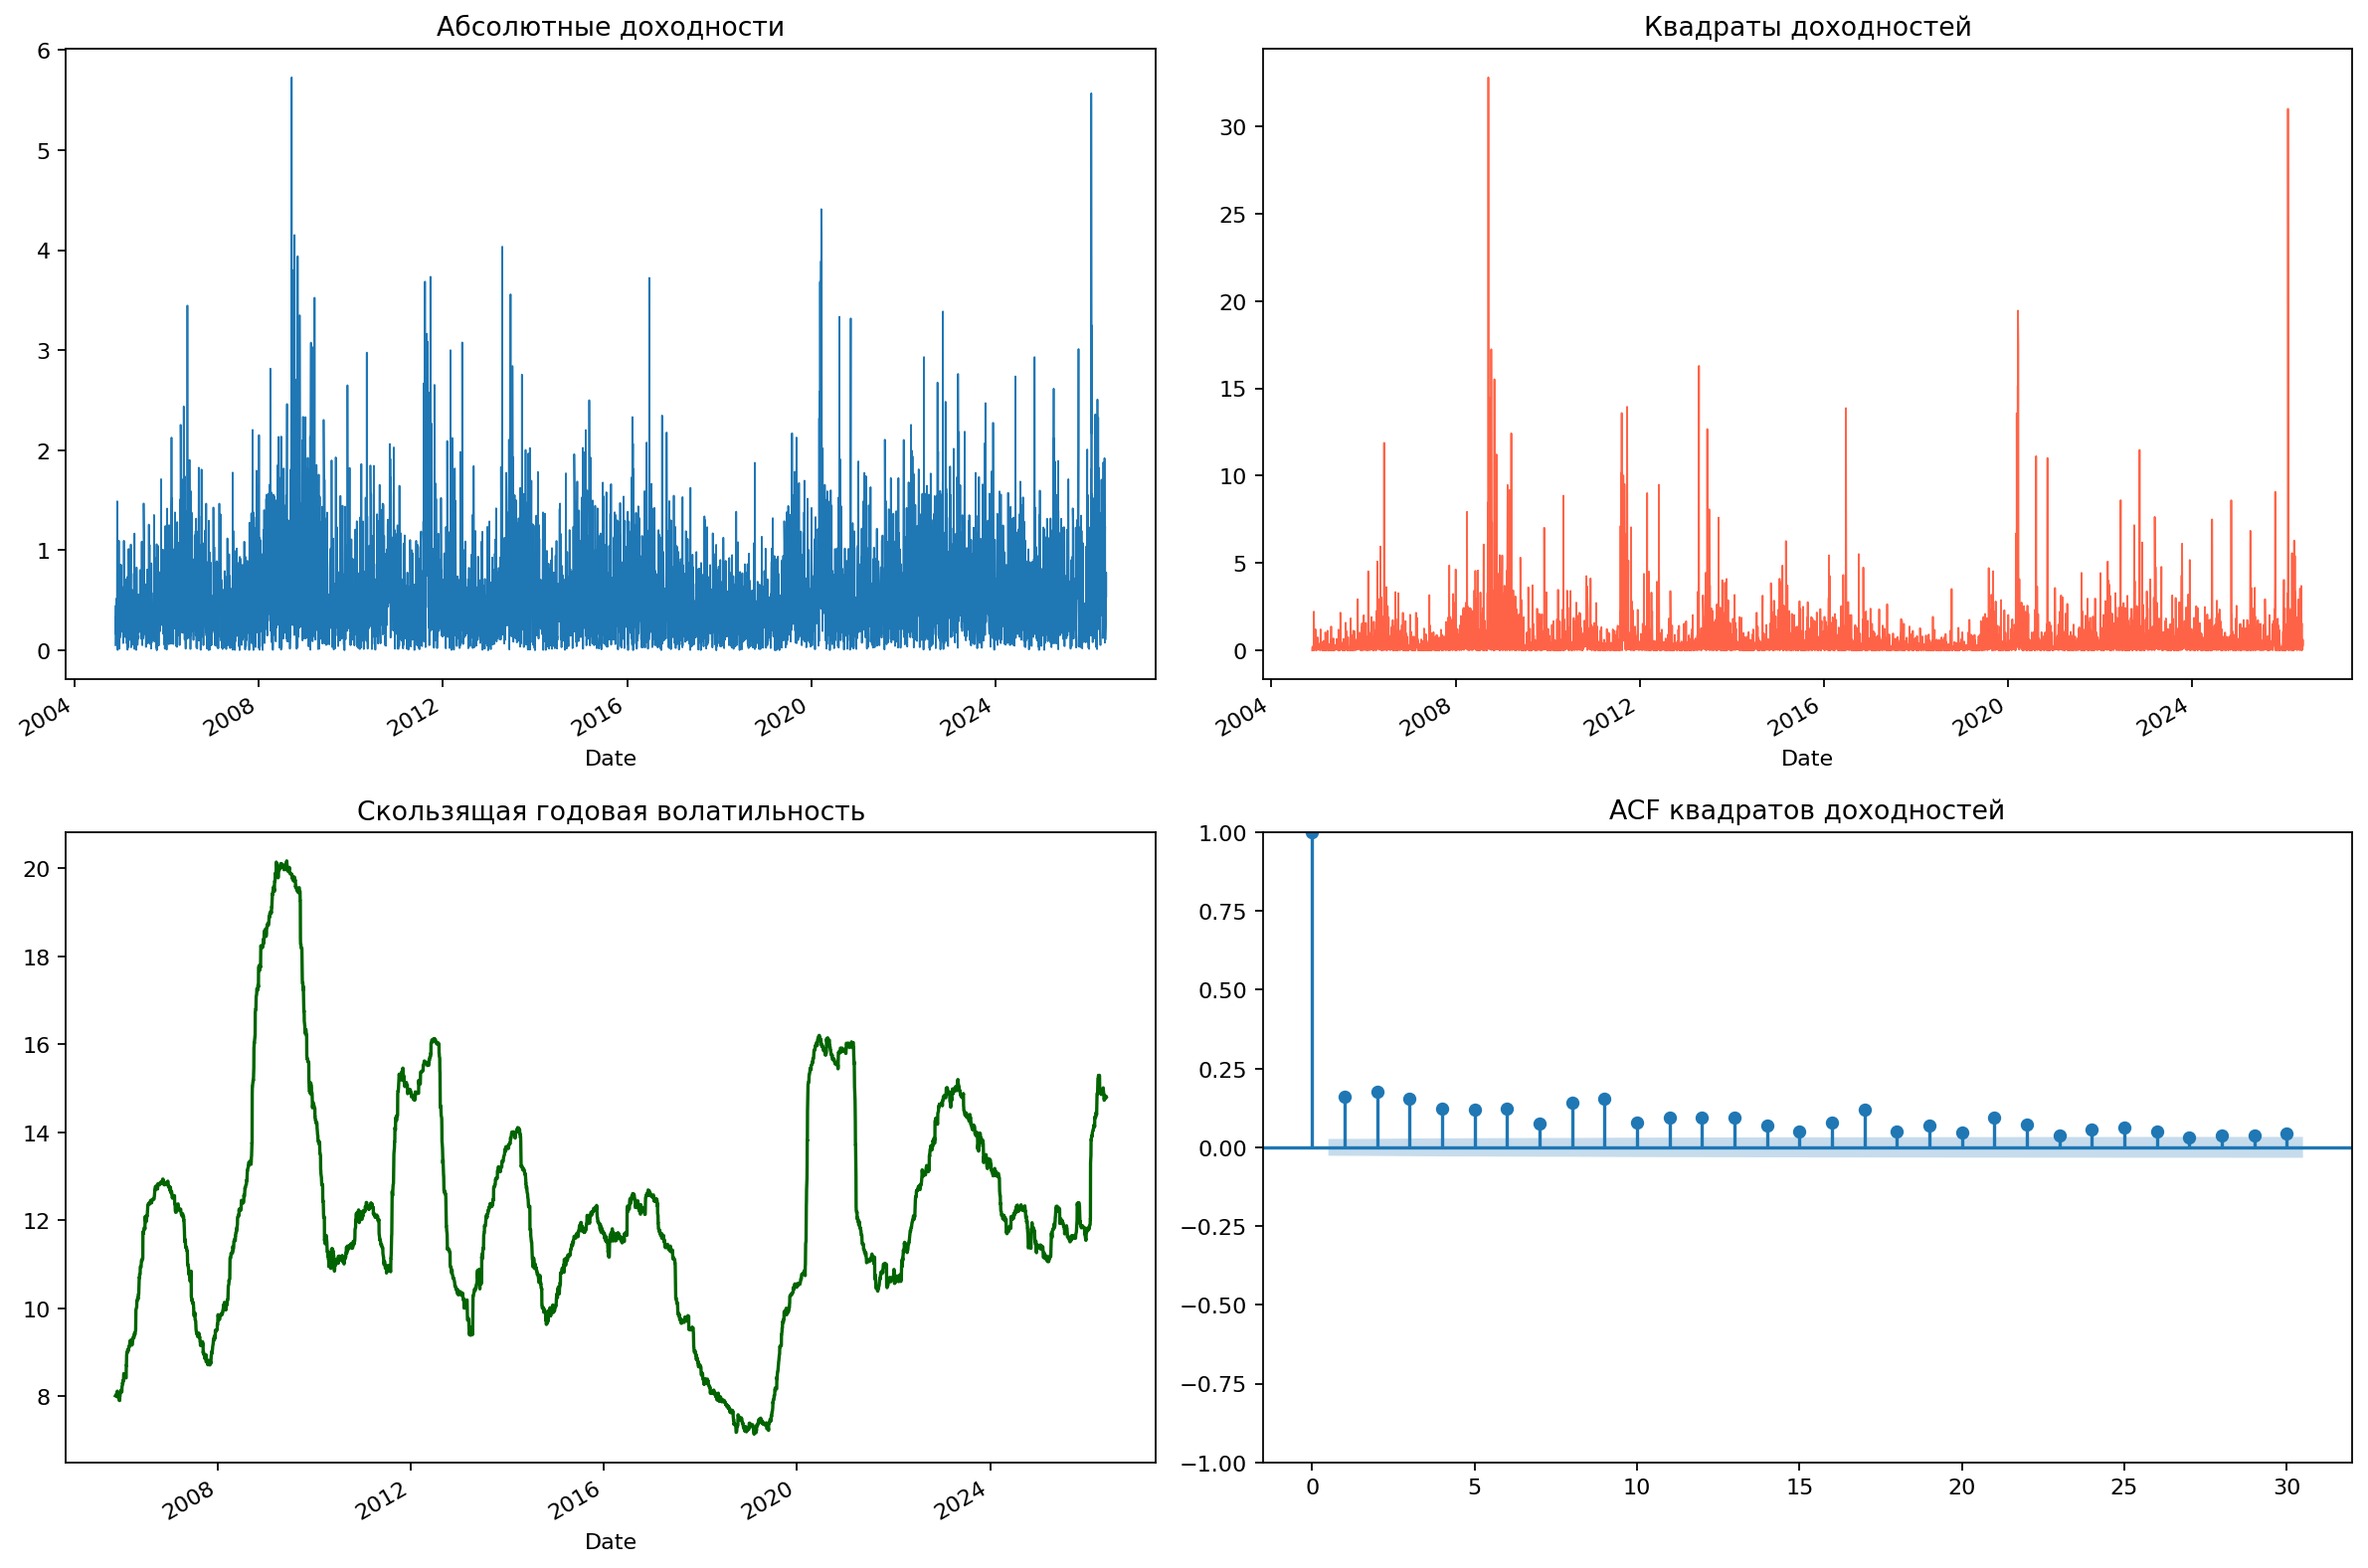 Абсолютные доходности
6
5
4
3
2
1
0
2004 2008 2012 2016 2020 2024
Date
Квадраты доходностей
30
25
20
15
10
5
0
2004 2008 2012 2016 2020 2024
Date
Скользящая годовая волатильность
20
18
16
14
12
10
8
2008 2012 2016 2020 2024
Date
ACF квадратов доходностей
1.00
0.75
0.50
0.25
0.00
−0.25
−0.50
−0.75
−1.00
0 5 10 15 20 25 30